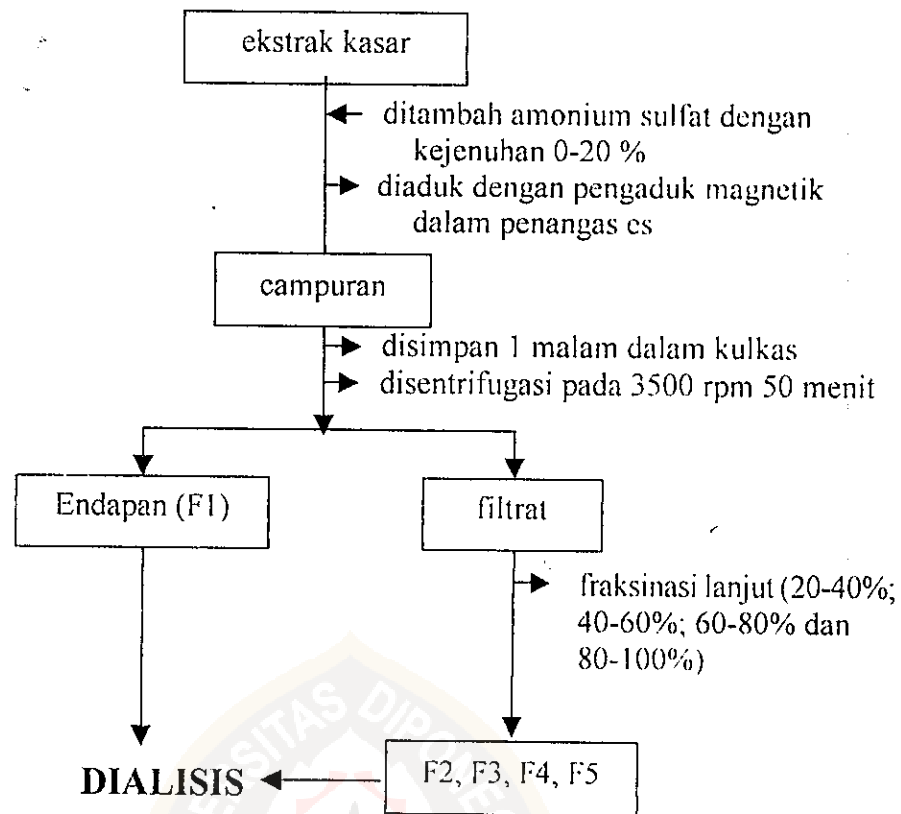 ekstrak kasar
ditambah amonium sulfat dengan
kejenuhan 0-20 %
diaduk dengan pengaduk magnetik
dalam penangas es
campuran
disimpan 1 malam dalam kulkas
disentrifugasi pada 3500 rpm 50 menit
Endapan (F1)
filtrat
fraksinasi lanjut (20-40%;
40-60%; 60-80% dan
80-100%)
DIALISIS
F2, F3, F4, F5